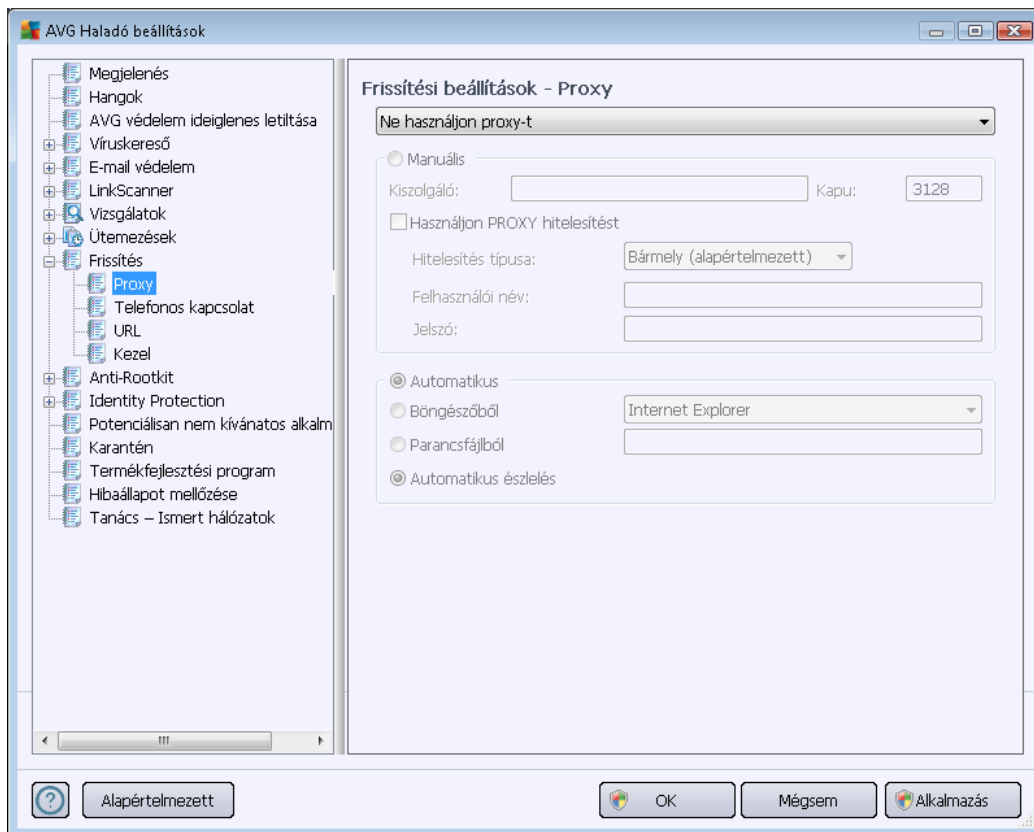 AVG Haladó beállítások
Megjelenés
Hangok
AVG védelem ideiglenes letiltása
Víruskereső
E-mail védelem
LinkScanner
Vizsgálatok
Ütemezések
Frissítés
Proxy
Telefonos kapcsolat
URL
Kezel
Anti-Rootkit
Identity Protection
Potenciálisan nem kívánatos alkalm
Karantén
Termékfejlesztési program
Hibaállapot mellőzése
Tanács – Ismert hálózatok
Frissítési beállítások - Proxy
Ne használjon proxy-t
Manuális
Kiszolgáló: Kapu: 3128
Használjon PROXY hitelesítést
Hitelesítés típusa: Bármely (alapértelmezett)
Felhasználói név:
Jelszó:
Automatikus
Böngészőből Internet Explorer
Parancsfájlból
Automatikus észlelés
Alapértelmezett OK Mégsem Alkalmazás